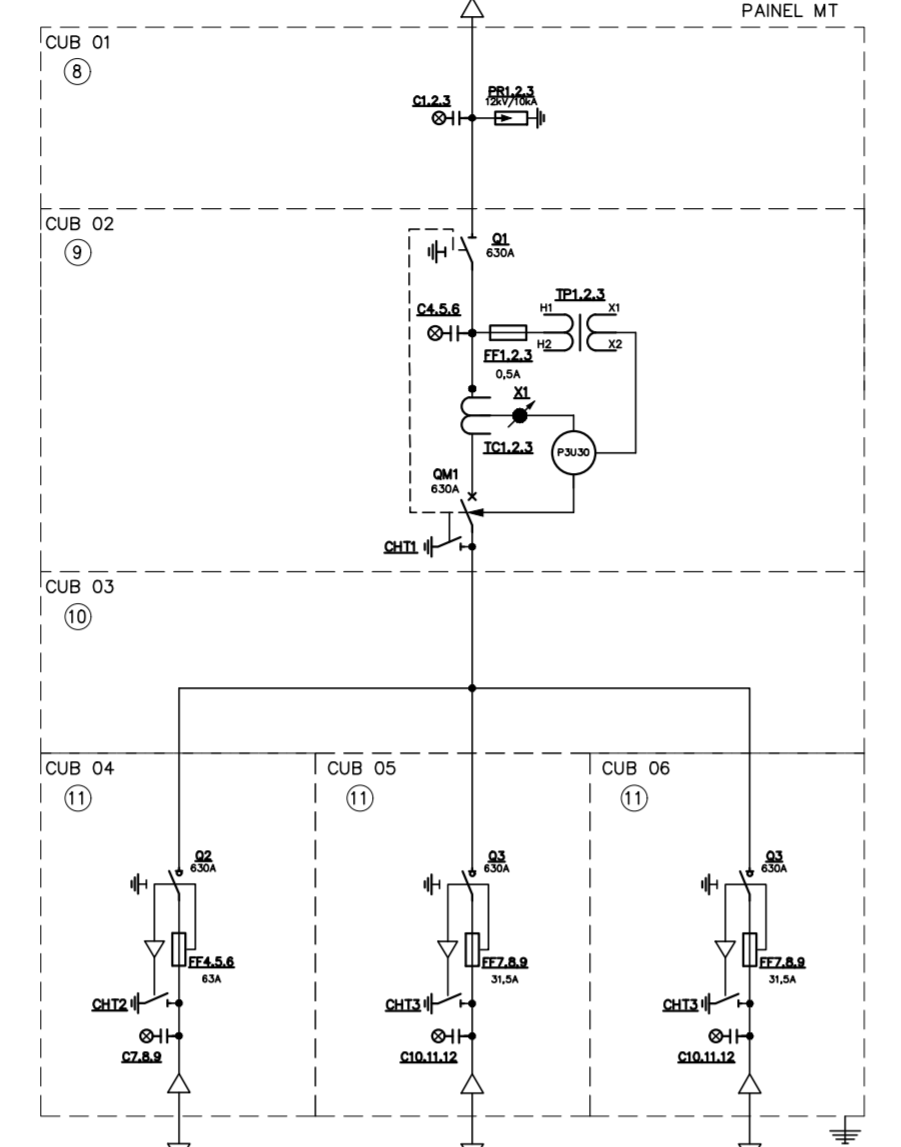 PAINEL MT
CUB 01
8
C1.2.3
PR1.2.3
12kV/10kA
CUB 02
9
Q1
630A
C4.5.6
TP1.2.3
H1
X1
H2
X2
FF1.2.3
0,5A
X1
TC1.2.3
P3U30
QM1
630A
CHT1
CUB 03
10
CUB 04
11
CUB 05
11
CUB 06
11
Q2
630A
Q3
630A
Q3
630A
FF4.5.6
63A
FF7.8.9
31,5A
FF7.8.9
31,5A
CHT2
CHT3
CHT3
C7.8.9
C10.11.12
C10.11.12